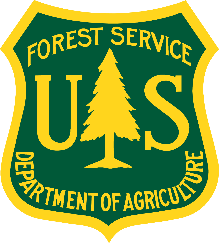 FOREST SERVICE
U S
DEPARTMENT OF AGRICULTURE